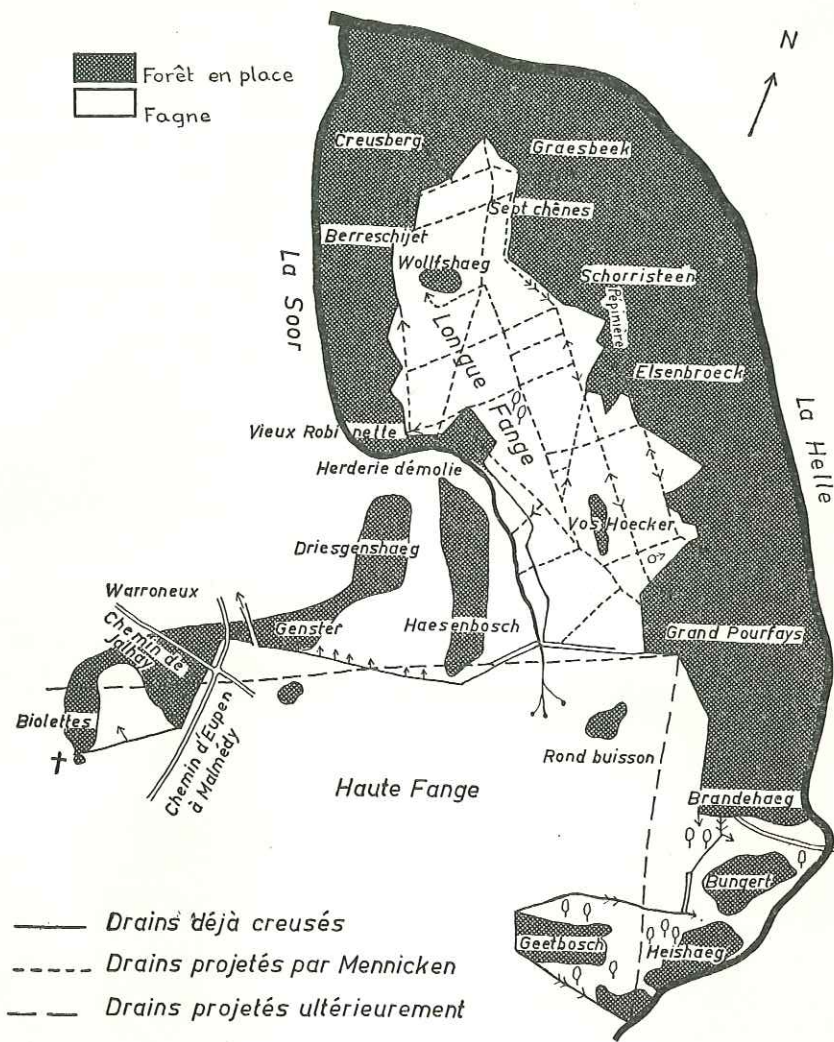 N
Forêt en place
Fagne
Creusberg
Graesbeek
Sept chênes
Berreschijet
Wollfshaeg
La Soor
Schorristeen
Pépinière
Longue
Fange
Elsenbroeck
La Helle
Vieux Robinette
Herderie démolie
Vos Hoecker
Driesgenshaeg
Warroneux
Chemin de
Jalhay
Genster
Haesenbosch
Grand Pourfays
Biolettes
Chemin d'Eupen
à Malmédy
Rond buisson
Haute Fange
Brandehaeg
Bungert
Geetbosch
Heishaeg
Drains déjà creusés
Drains projetés par Mennicken
Drains projetés ultérieurement